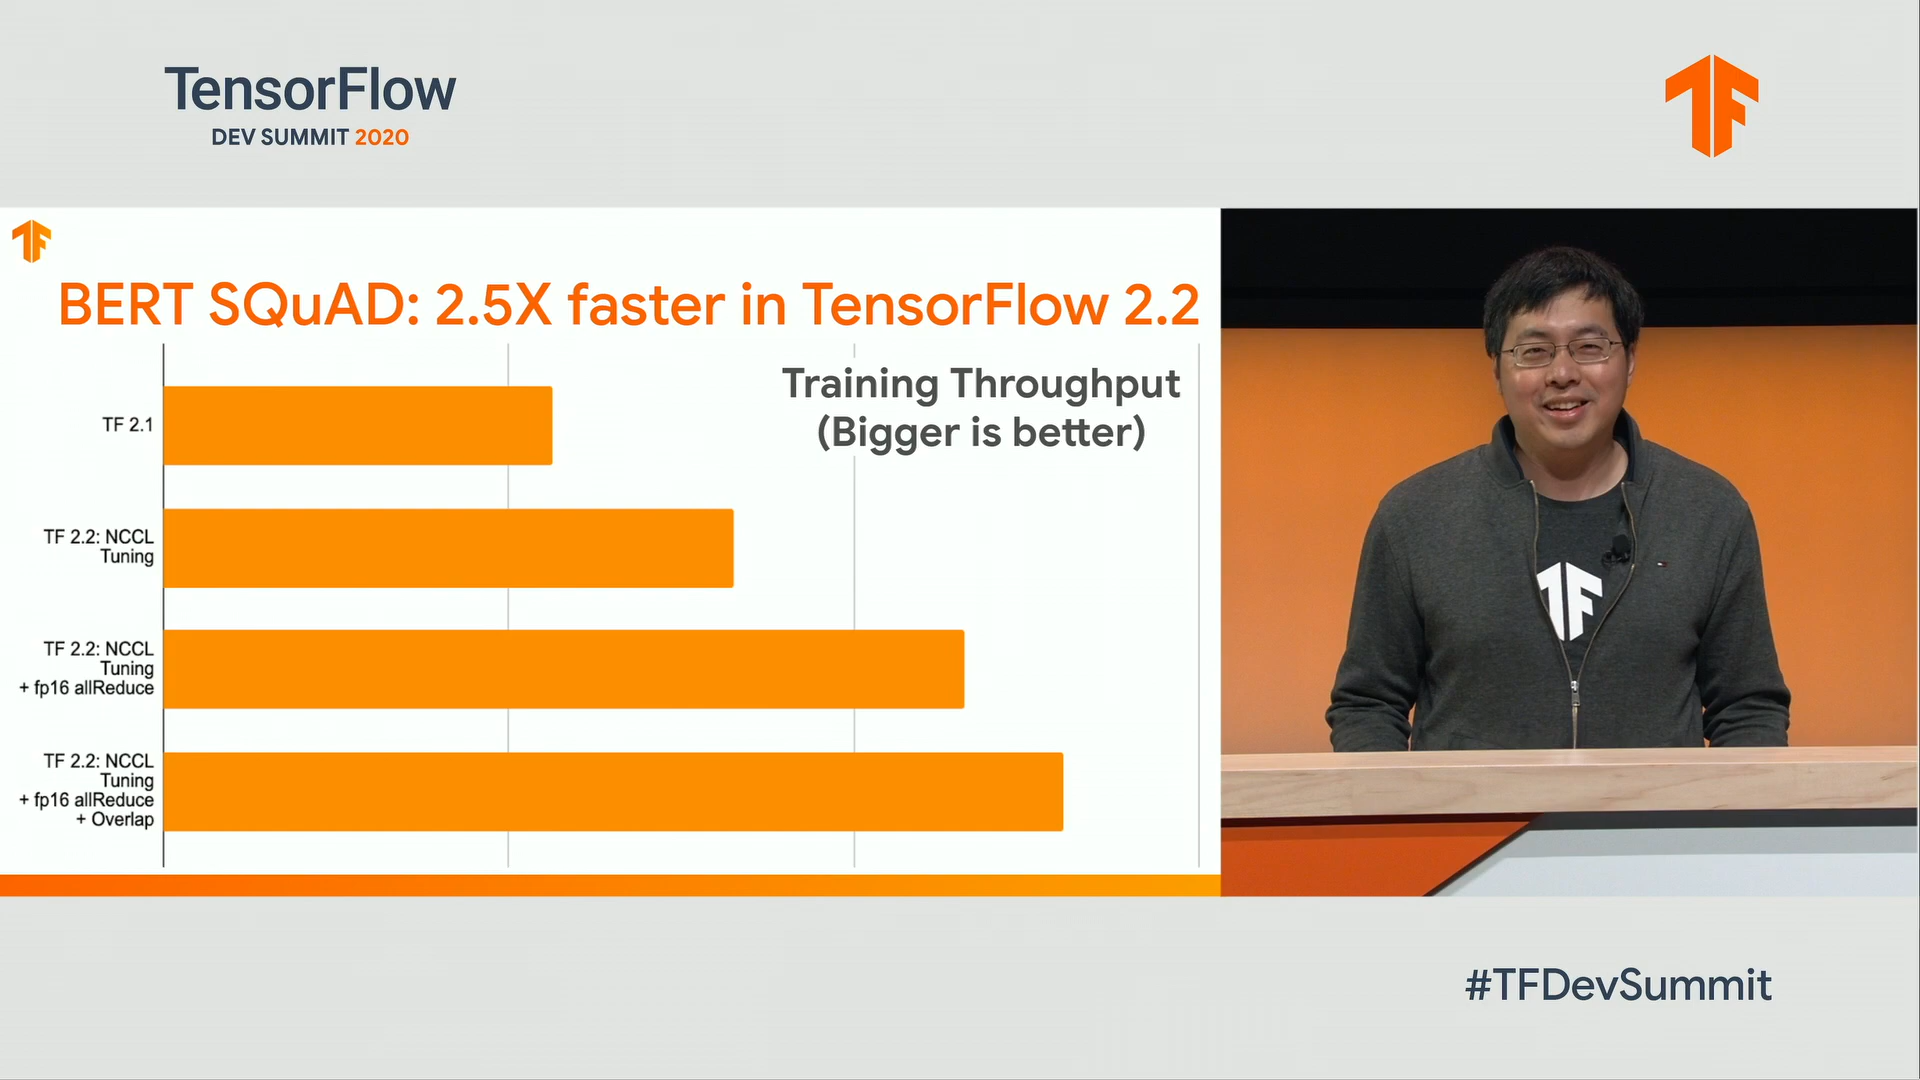 TensorFlow
DEV SUMMIT 2020
BERT SQuAD: 2.5X faster in TensorFlow 2.2
Training Throughput
(Bigger is better)
TF 2.1
TF 2.2: NCCL
Tuning
TF 2.2: NCCL
Tuning
+ fp16 allReduce
TF 2.2: NCCL
Tuning
+ fp16 allReduce
+ Overlap
#TFDevSummit